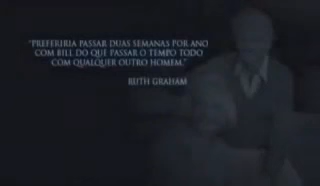 "PREFERIRIA PASSAR DUAS SEMANAS POR ANO
COM BILL DO QUE PASSAR O TEMPO TODO
COM QUALQUER OUTRO HOMEM."
RUTH GRAHAM